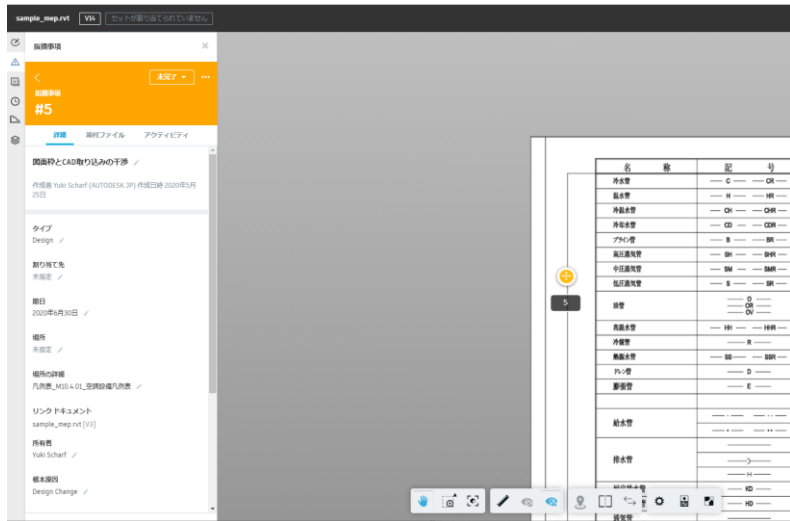 sample_mep.rvt V14 セットが割り当てられていません
指摘事項
未完了
指摘事項
#5
詳細 添付ファイル アクティビティ
図面枠とCAD取り込みの干渉
作成者 Yuki Scharf (AUTODESK JP) 作成日時 2020年5月
25日
タイプ
Design
割り当て先
未指定
期日
2020年6月30日
場所
未指定
場所の詳細
凡例表_M10.4.01_空調設備凡例表
リンク ドキュメント
sample_mep.rvt [V3]
所有者
Yuki Scharf
根本原因
Design Change
5
名 称 記 号
冷水管 C CR
温水管 H HR
冷温水管 CH CHR
冷却水管 CD CDR
ブライン管 B BR
高圧蒸気管 SH SHR
中圧蒸気管 SM SMR
低圧蒸気管 S SR
油管 O
OR
OV
高温水管 HH HHR
冷媒管 R
熱源水管
ドレン管 D
膨張管 E
給水管
排水管
H
KD
HD
通気管